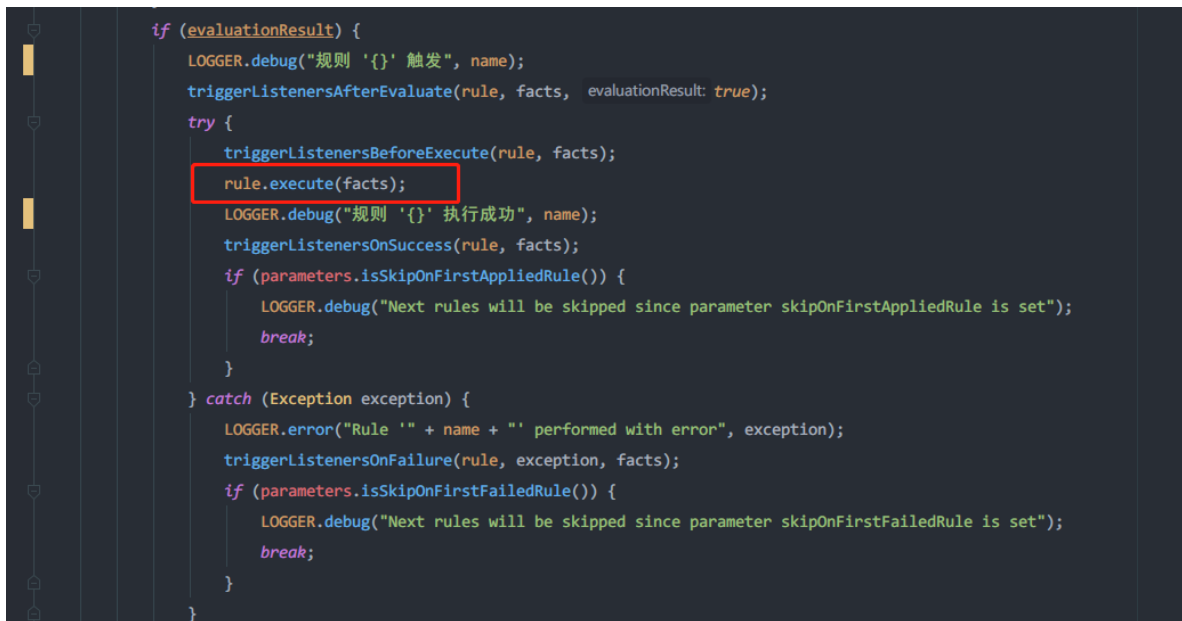 if (evaluationResult) {
LOGGER.debug("规则 '{}' 触发", name);
triggerListenersAfterEvaluate(rule, facts, evaluationResult: true);
try {
triggerListenersBeforeExecute(rule, facts);
rule.execute(facts);
LOGGER.debug("规则 '{}' 执行成功", name);
triggerListenersOnSuccess(rule, facts);
if (parameters.isSkipOnFirstAppliedRule()) {
LOGGER.debug("Next rules will be skipped since parameter skipOnFirstAppliedRule is set");
break;
}
} catch (Exception exception) {
LOGGER.error("Rule '" + name + "' performed with error", exception);
triggerListenersOnFailure(rule, exception, facts);
if (parameters.isSkipOnFirstFailedRule()) {
LOGGER.debug("Next rules will be skipped since parameter skipOnFirstFailedRule is set");
break;
}
}